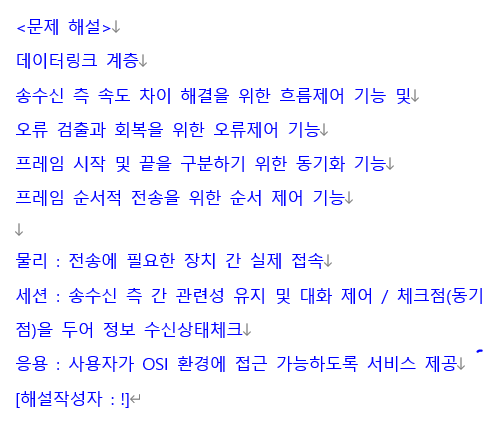 <문제 해설>↓
데이터링크 계층↓
송수신 측 속도 차이 해결을 위한 흐름제어 기능 및↓
오류 검출과 회복을 위한 오류제어 기능↓
프레임 시작 및 끝을 구분하기 위한 동기화 기능↓
프레임 순서적 전송을 위한 순서 제어 기능↓
↓
물리 : 전송에 필요한 장치 간 실제 접속↓
세션 : 송수신 측 간 관련성 유지 및 대화 제어 / 체크점(동기
점)을 두어 정보 수신상태체크↓
응용 : 사용자가 OSI 환경에 접근 가능하도록 서비스 제공↓
[해설작성자 : !]↵